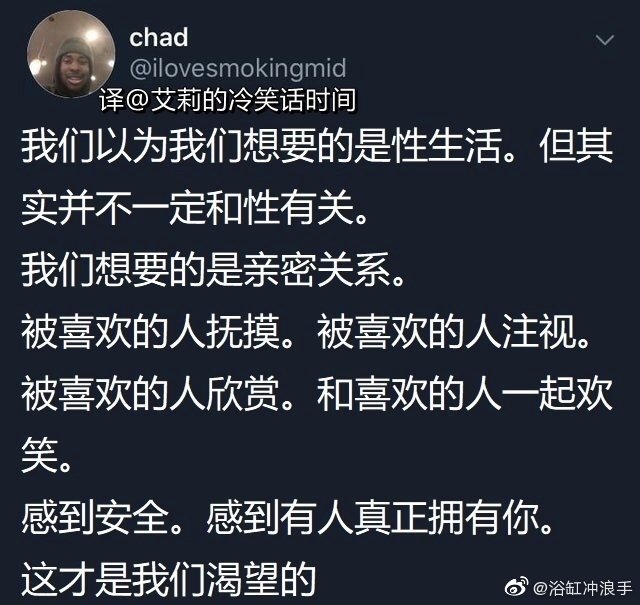 chad
@ilovesmokingmid
译@艾莉的冷笑话时间
我们以为我们想要的是性生活。但其
实并不一定和性有关。
我们想要的是亲密关系。
被喜欢的人抚摸。被喜欢的人注视。
被喜欢的人欣赏。和喜欢的人一起欢
笑。
感到安全。感到有人真正拥有你。
这才是我们渴望的
@浴缸冲浪手